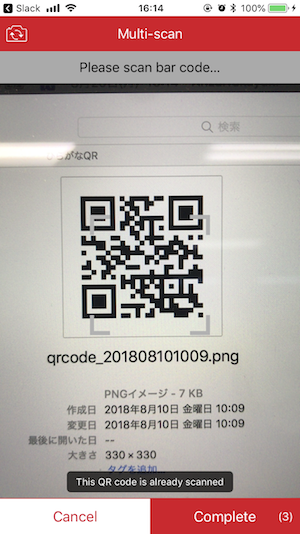 Slack 16:14 100%
Multi-scan
Please scan bar code...
検索
ひらがなQR
qrcode_201808101009.png
PNGイメージ - 7 KB
作成日 2018年8月10日 金曜日 10:09
変更日 2018年8月10日 金曜日 10:09
最後に開いた日 --
大きさ 330 × 330
タグを追加...
This QR code is already scanned
Cancel Complete (3)